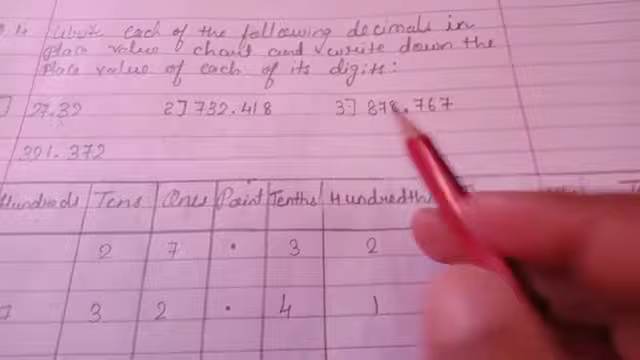 each of the following decimals in
place value chart and write down the
place value of each of its digits:
27.32 2] 732.418 3] 878.767
321.372
Hundreds Tens Ones Point Tenths Hundredths
2 7 . 3 2
3 2 . 4 1